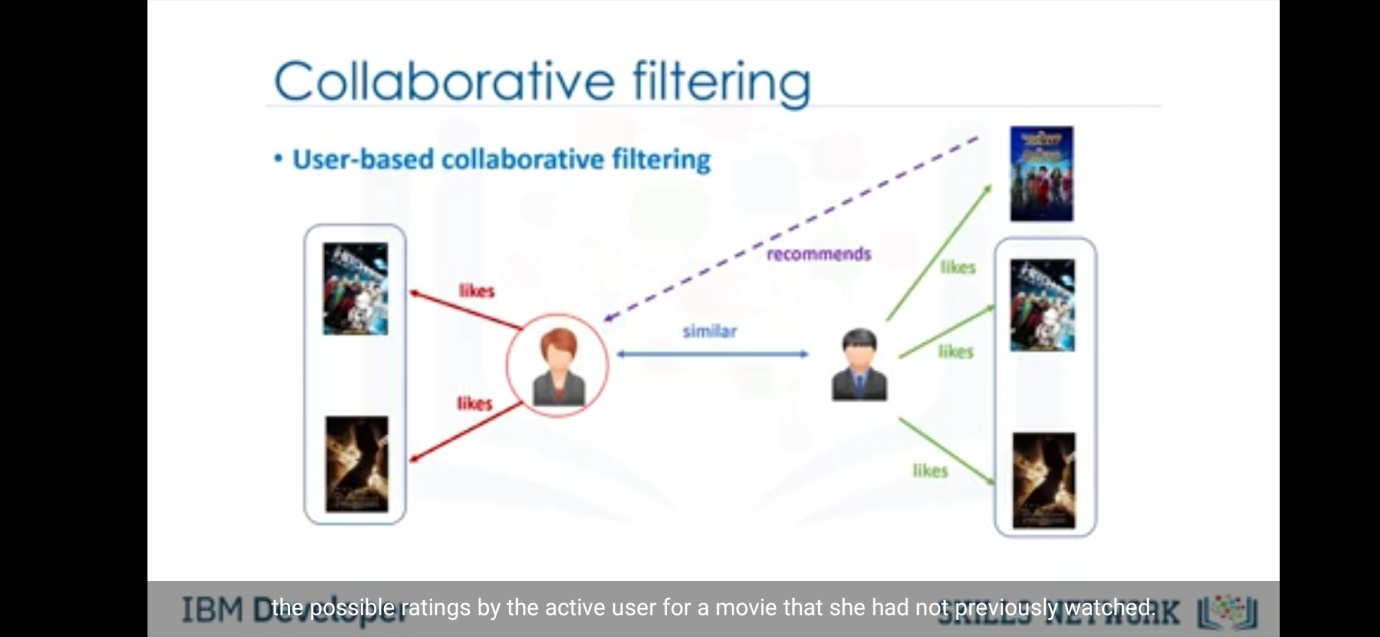 Collaborative filtering
• User-based collaborative filtering
recommends
likes
likes
similar
likes
likes
likes
IBM Developer
SKILLS NETWORK
the possible ratings by the active user for a movie that she had not previously watched.